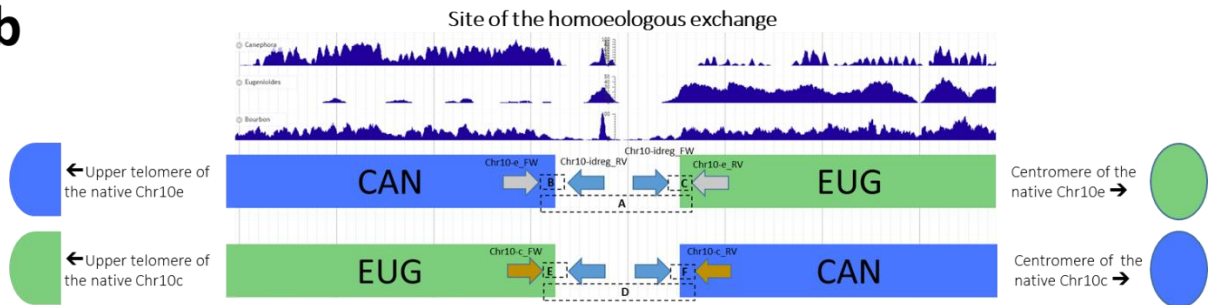 b
Site of the homoeologous exchange
Canephora
Eugenioides
Bourbon
Chr10-idreg_FW
Chr10-e_FW Chr10-idreg_RV Chr10-e_RV
←Upper telomere of
the native Chr10e
CAN
B
C
A
EUG
Centromere of the
native Chr10e →
Chr10-c_FW Chr10-c_RV
←Upper telomere of
the native Chr10c
EUG
E
F
D
CAN
Centromere of the
native Chr10c →